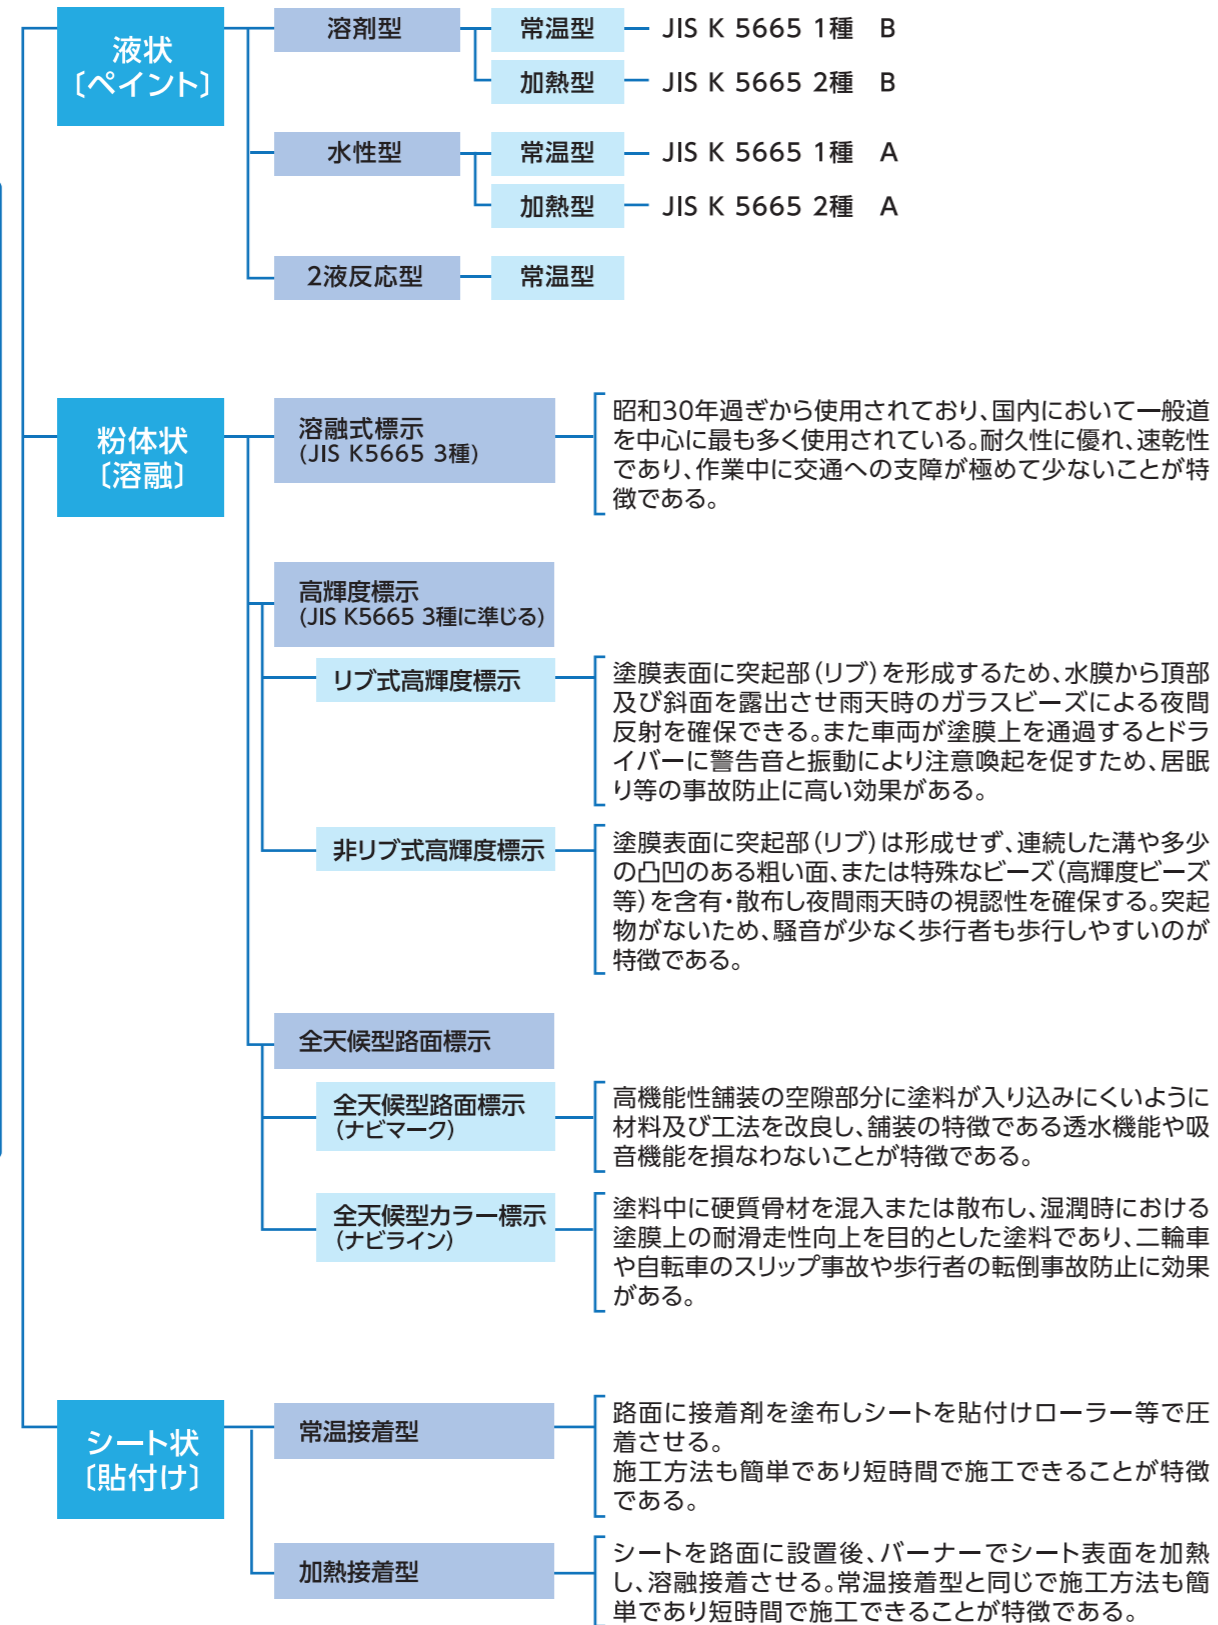 液状
〔ペイント〕
溶剤型
常温型
JIS K 5665 1種 B
加熱型
JIS K 5665 2種 B
水性型
常温型
JIS K 5665 1種 A
加熱型
JIS K 5665 2種 A
2液反応型
常温型
粉体状
〔溶融〕
溶融式標示
(JIS K5665 3種)
昭和30年過ぎから使用されており、国内において一般道
を中心に最も多く使用されている。耐久性に優れ、速乾性
であり、作業中に交通への支障が極めて少ないことが特
徴である。
高輝度標示
(JIS K5665 3種に準じる)
リブ式高輝度標示
塗膜表面に突起部(リブ)を形成するため、水膜から頂部
及び斜面を露出させ雨天時のガラスビーズによる夜間
反射を確保できる。また車両が塗膜上を通過するとドラ
イバーに警告音と振動により注意喚起を促すため、居眠
り等の事故防止に高い効果がある。
非リブ式高輝度標示
塗膜表面に突起部(リブ)は形成せず、連続した溝や多少
の凸凹のある粗い面、または特殊なビーズ(高輝度ビーズ
等)を含有・散布し夜間雨天時の視認性を確保する。突起
物がないため、騒音が少なく歩行者も歩行しやすいのが
特徴である。
全天候型路面標示
全天候型路面標示
(ナビマーク)
高機能性舗装の空隙部分に塗料が入り込みにくいように
材料及び工法を改良し、舗装の特徴である透水機能や吸
音機能を損なわないことが特徴である。
全天候型カラー標示
(ナビライン)
塗料中に硬質骨材を混入または散布し、湿潤時における
塗膜上の耐滑走性向上を目的とした塗料であり、二輪車
や自転車のスリップ事故や歩行者の転倒事故防止に効果
がある。
シート状
〔貼付け〕
常温接着型
路面に接着剤を塗布しシートを貼付けローラー等で圧
着させる。
施工方法も簡単であり短時間で施工できることが特徴
である。
加熱接着型
シートを路面に設置後、バーナーでシート表面を加熱
し、溶融接着させる。常温接着型と同じで施工方法も簡
単であり短時間で施工できることが特徴である。